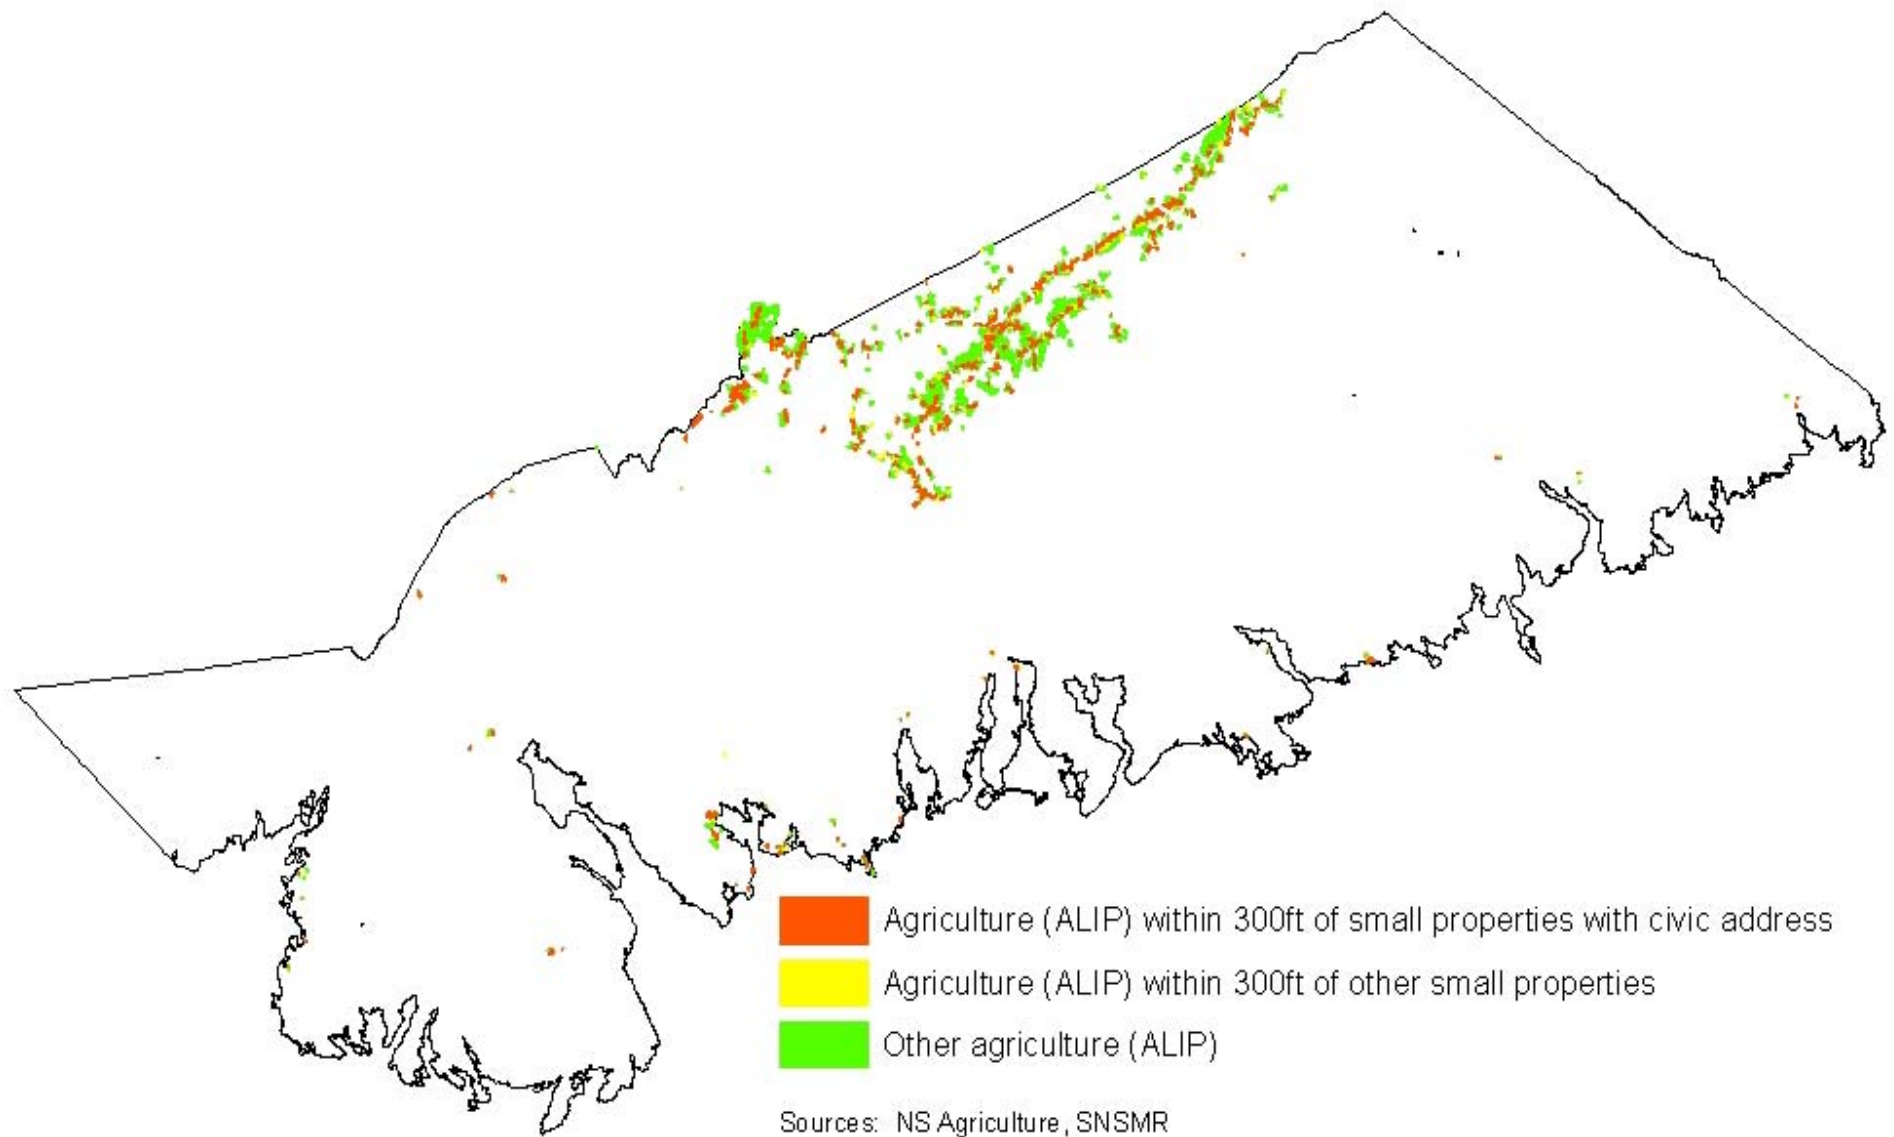 Agriculture (ALIP) within 300ft of small properties with civic address
Agriculture (ALIP) within 300ft of other small properties
Other agriculture (ALIP)
Sources: NS Agriculture, SNSMR